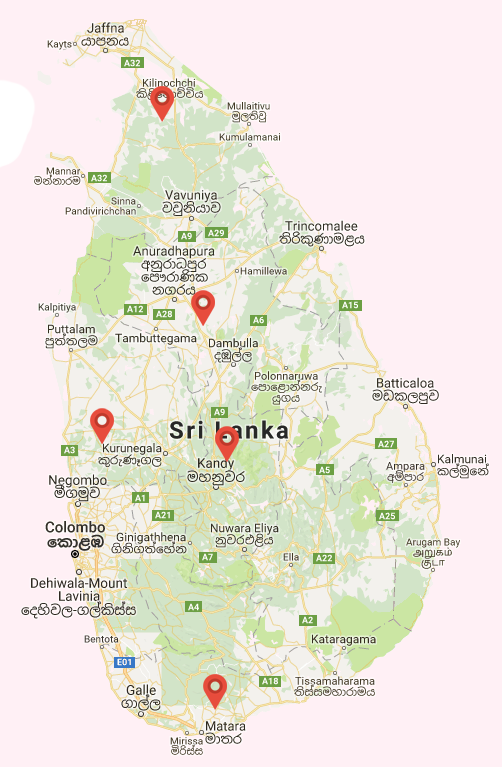 Jaffna
යාපනය
Kayts
A32
Kilinochchi
Mullaitivu
මුලතිව්
Kumulamanai
Mannar
මන්නාරම
A32
Sinna
Pandivirichchan
Vavuniya
වවුනියාව
A9
A29
Trincomalee
තිරිකුණාමළය
Anuradhapura
අනුරාධපුර
පෞරාණික
නගරය
Hamillewa
Kalpitiya
A12
A28
A6
A15
Puttalam
පුත්තලම
Tambuttegama
Dambulla
දඹුල්ල
Polonnaruwa
පොළොන්නරු
යුගය
Batticaloa
මඩකලපුව
A9
Sri Lanka
A3
Kurunegala
කුරුණෑගල
A27
Kandy
මහනුවර
A5
Ampara
අම්පාර
Kalmunai
කල්මුනේ
Negombo
මීගමුව
A1
A21
A25
Colombo
කොළඹ
Ginigathhena
ගිනිගත්හේන
Nuwara Eliya
නුවරඑළිය
A7
Ella
A22
Arugam Bay
அறுகம்
குடா
Dehiwala-Mount
Lavinia
දෙහිවල-ගල්කිස්ස
A4
A2
Bentota
Kataragama
E01
A18
Galle
ගාල්ල
Tissamaharama
තිස්සමහාරාමය
Matara
මාතර
Mirissa
මිරිස්ස